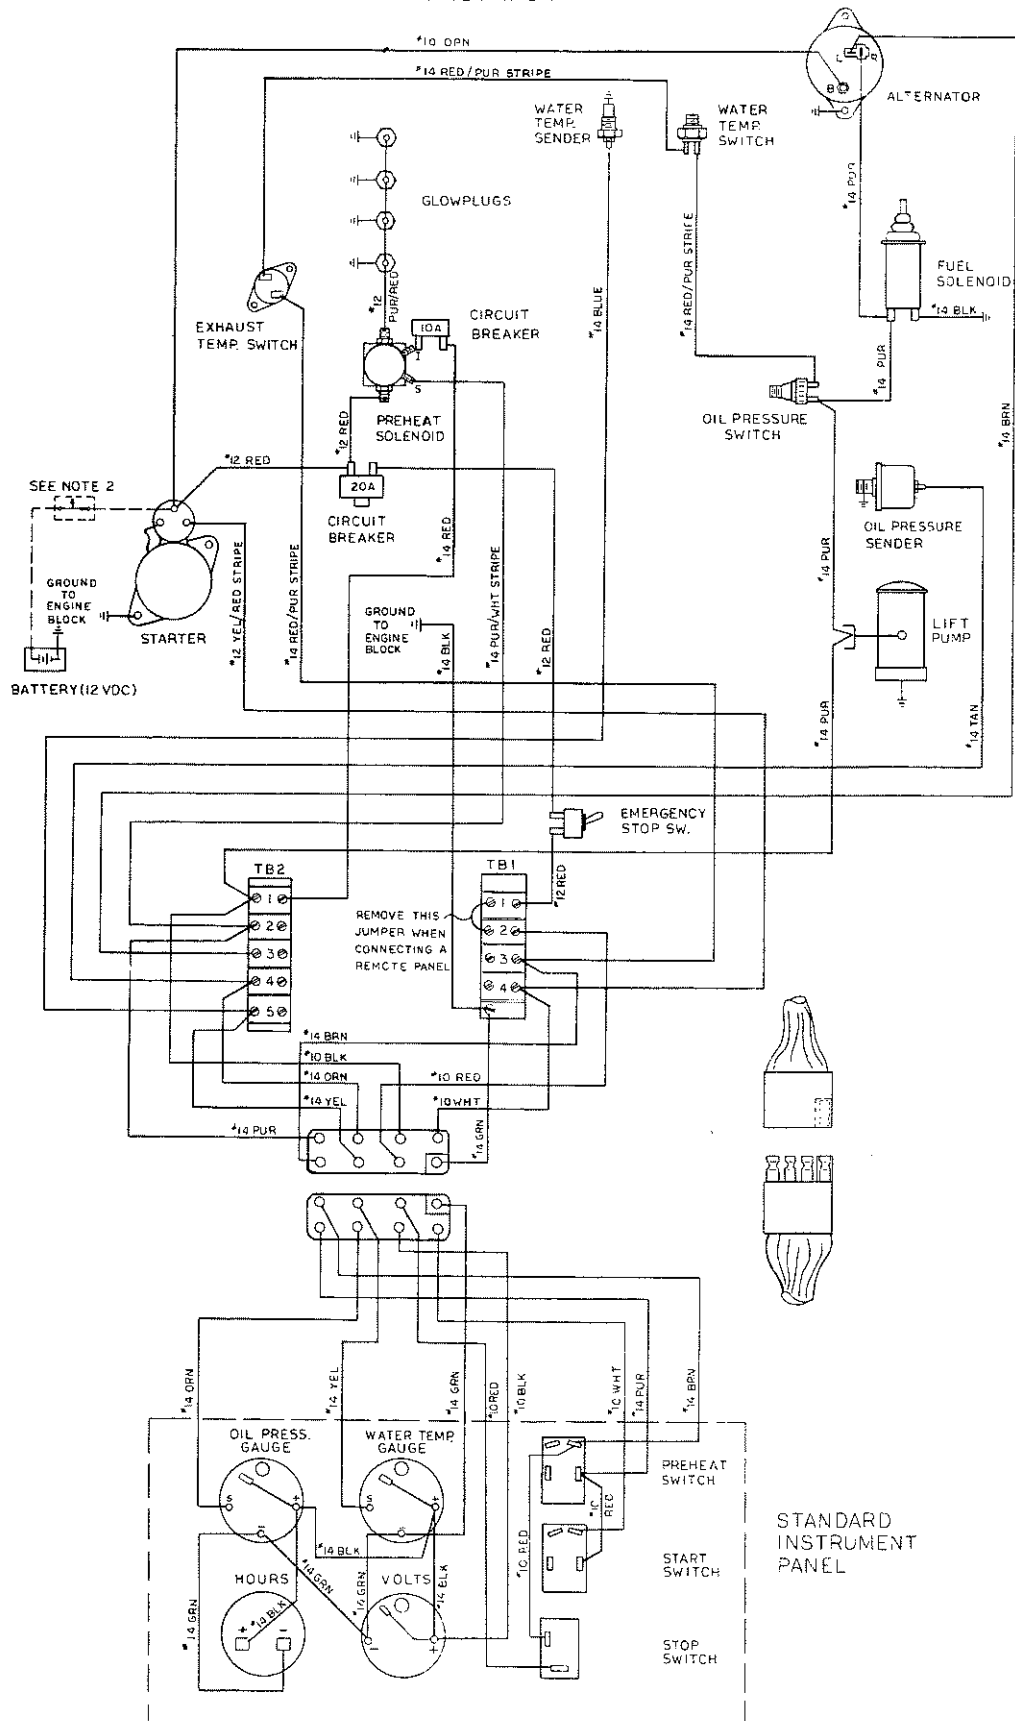 #10 ORN
#14 RED/PUR STRIPE
L
R
B
ALTERNATOR
WATER
TEMP.
SENDER
WATER
TEMP.
SWITCH
#14 PUR
GLOWPLUGS
#12
PUR/RED
#14 BLUE
#14 RED/PUR STRIPE
FUEL
SOLENOID
#14 BLK
EXHAUST
TEMP. SWITCH
10A
CIRCUIT
BREAKER
I
S
#14 PUR
PREHEAT
SOLENOID
#12 RED
OIL PRESSURE
SWITCH
#14 BRN
#12 RED
SEE NOTE 2
20A
CIRCUIT
BREAKER
#14 RED
OIL PRESSURE
SENDER
#14 PUR
GROUND
TO
ENGINE
BLOCK
STARTER
BATTERY (12 VDC)
#12 YEL/RED STRIPE
#14 RED/PUR STRIPE
GROUND
TO
ENGINE
BLOCK
#14 BLK
#14 PUR/WHT STRIPE
#12 RED
LIFT
PUMP
#14 PUR
#14 TAN
EMERGENCY
STOP SW.
TB2
TB1
#12 RED
1
2
3
4
5
REMOVE THIS
JUMPER WHEN
CONNECTING A
REMOTE PANEL
1
2
3
4
#14 BRN
#10 BLK
#14 ORN
#14 YEL
#14 PUR
#10 RED
#10 WHT
#14 GRN
#14 ORN
#14 YEL
#14 GRN
#10 RED
#10 BLK
#10 WHT
#14 PUR
#14 BRN
OIL PRESS.
GAUGE
WATER TEMP.
GAUGE
PREHEAT
SWITCH
S
+
S
+
#10
RED
#14 BLK
#10 RED
START
SWITCH
STANDARD
INSTRUMENT
PANEL
HOURS
#14 GRN
#14 GRN
VOLTS
#14 BLK
#14 GRN
+
#14 BLK
-
-
+
STOP
SWITCH